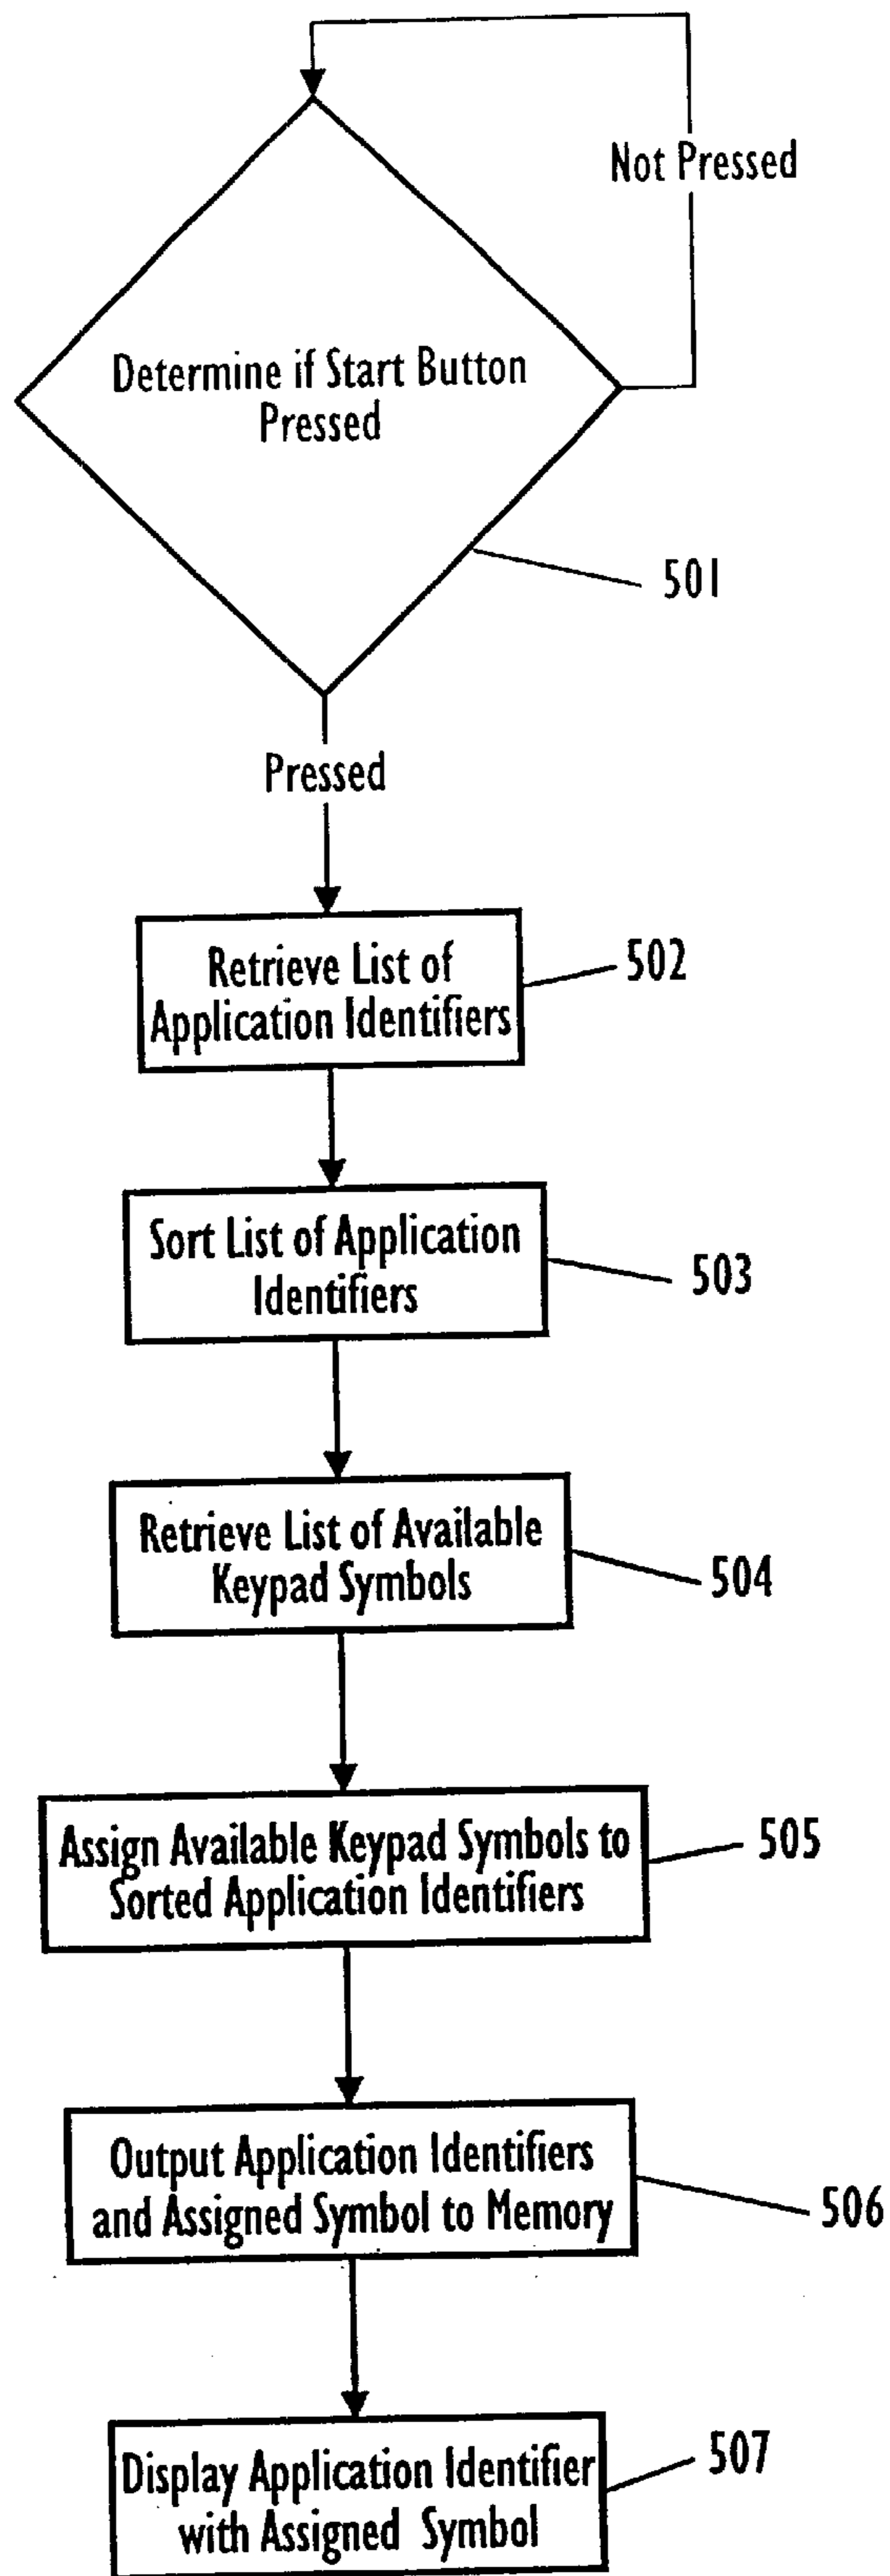 Not Pressed
Determine if Start Button
Pressed
501
Pressed
Retrieve List of
Application Identifiers
502
Sort List of Application
Identifiers
503
Retrieve List of Available
Keypad Symbols
504
Assign Available Keypad Symbols to
Sorted Application Identifiers
505
Output Application Identifiers
and Assigned Symbol to Memory
506
Display Application Identifier
with Assigned Symbol
507